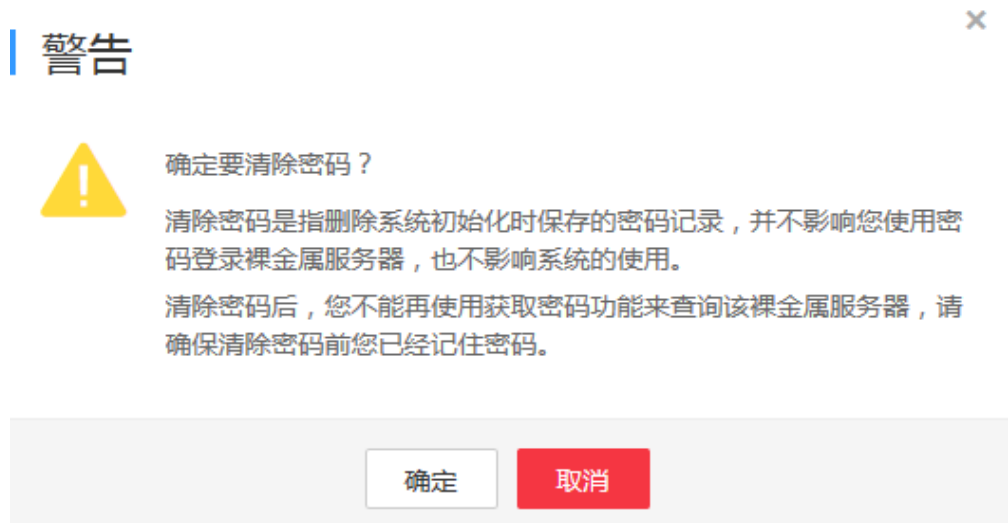 警告
确定要清除密码？
清除密码是指删除系统初始化时保存的密码记录，并不影响您使用密
码登录裸金属服务器，也不影响系统的使用。
清除密码后，您不能再使用获取密码功能来查询该裸金属服务器，请
确保清除密码前您已经记住密码。
确定
取消